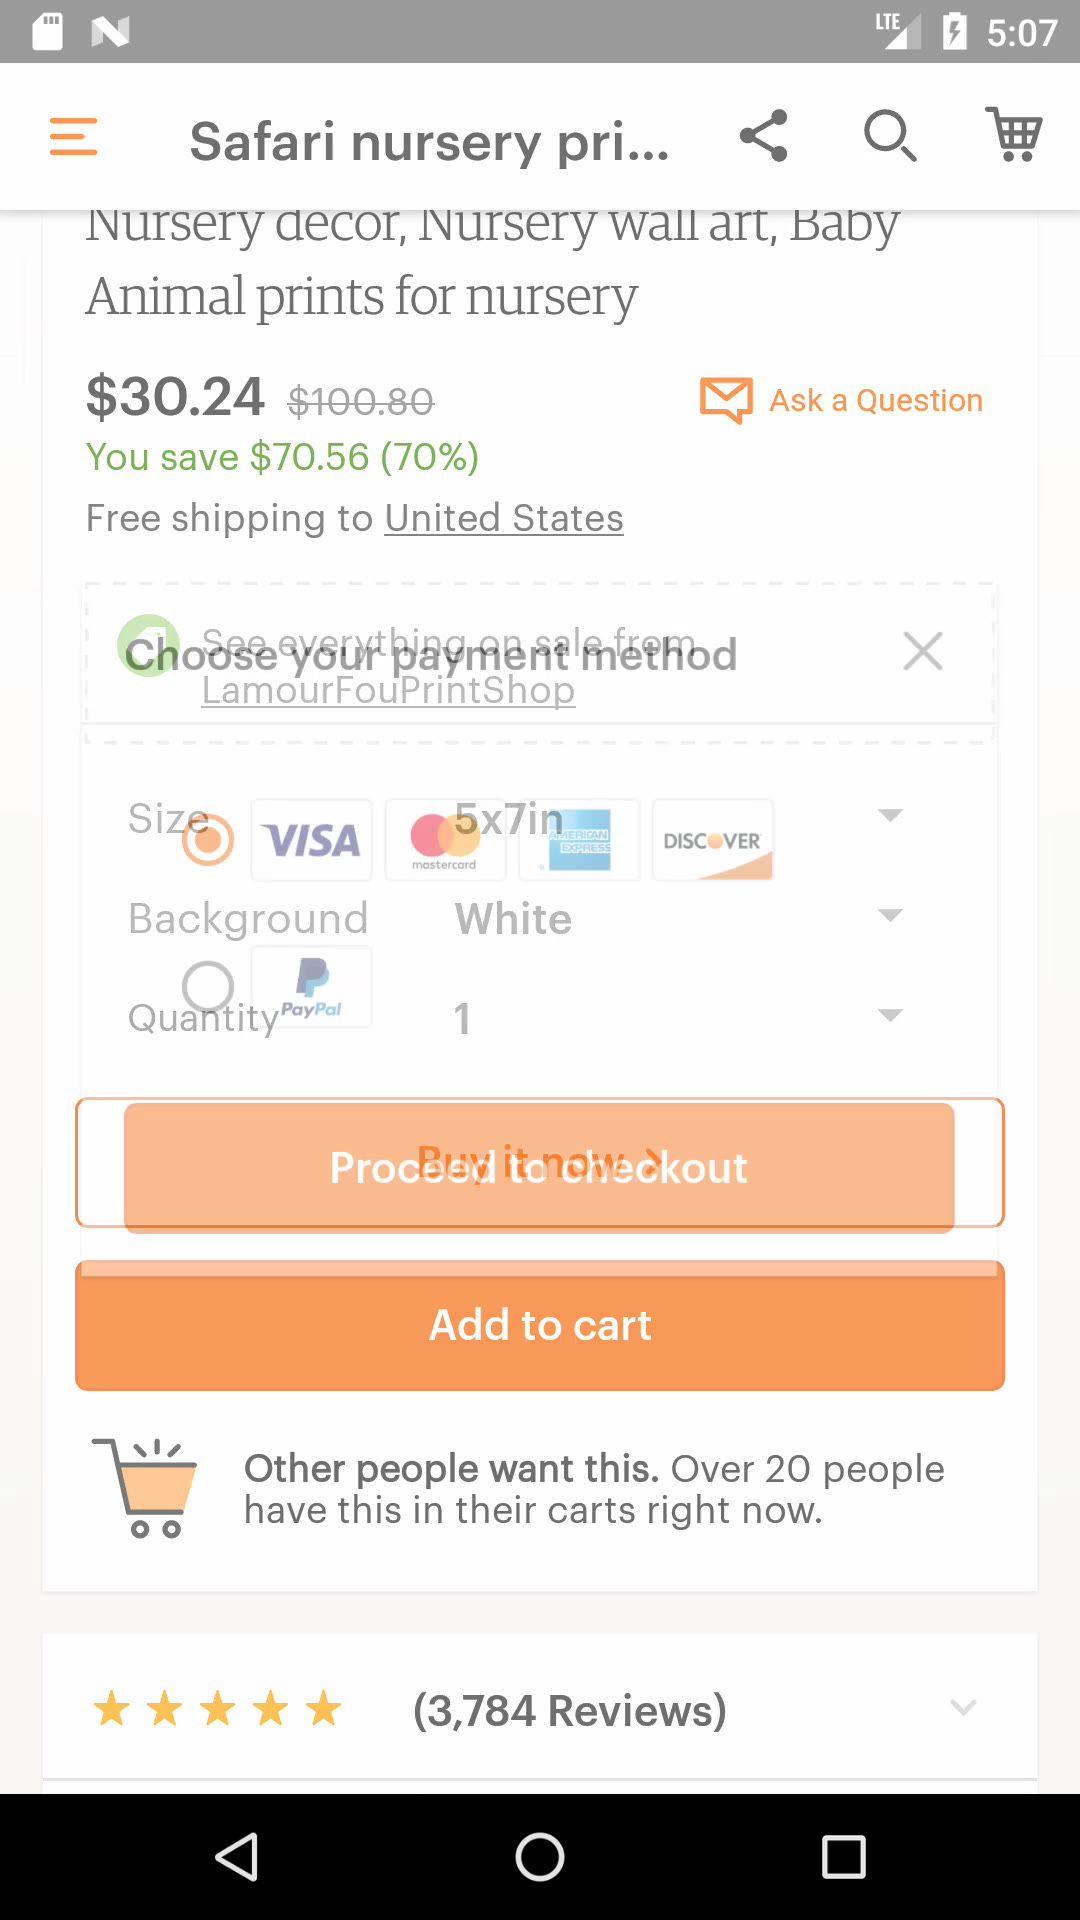 LTE 5:07
Safari nursery pri...
Nursery decor, Nursery wall art, Baby
Animal prints for nursery
$30.24 $100.80
Ask a Question
You save $70.56 (70%)
Free shipping to United States
See everything on sale from
Choose your payment method
LamourFouPrintShop
Size 5x7in
VISA mastercard AMERICAN EXPRESS DISCOVER
Background White
PayPal
Quantity 1
Buy it now >
Proceed to checkout
Add to cart
Other people want this. Over 20 people
have this in their carts right now.
(3,784 Reviews)